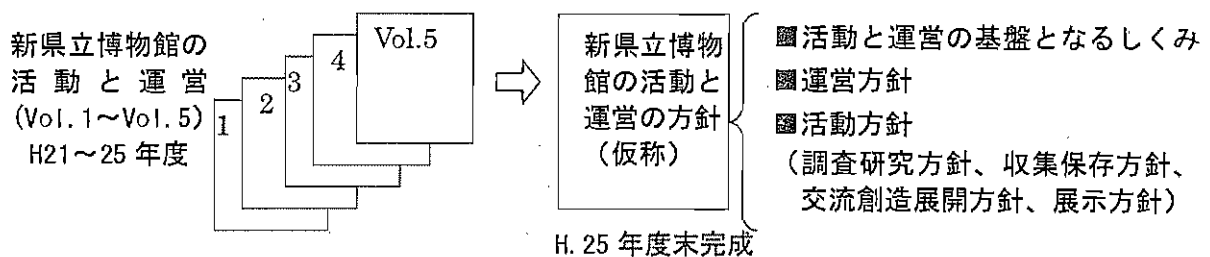 新県立博物館の
活動と運営
(Vol.1～Vol.5)
H21～25年度
1
2
3
4
Vol.5
新県立博物
館の活動と
運営の方針
（仮称）
H.25年度末完成
活動と運営の基盤となるしくみ
運営方針
活動方針
（調査研究方針、収集保存方針、
交流創造展開方針、展示方針）